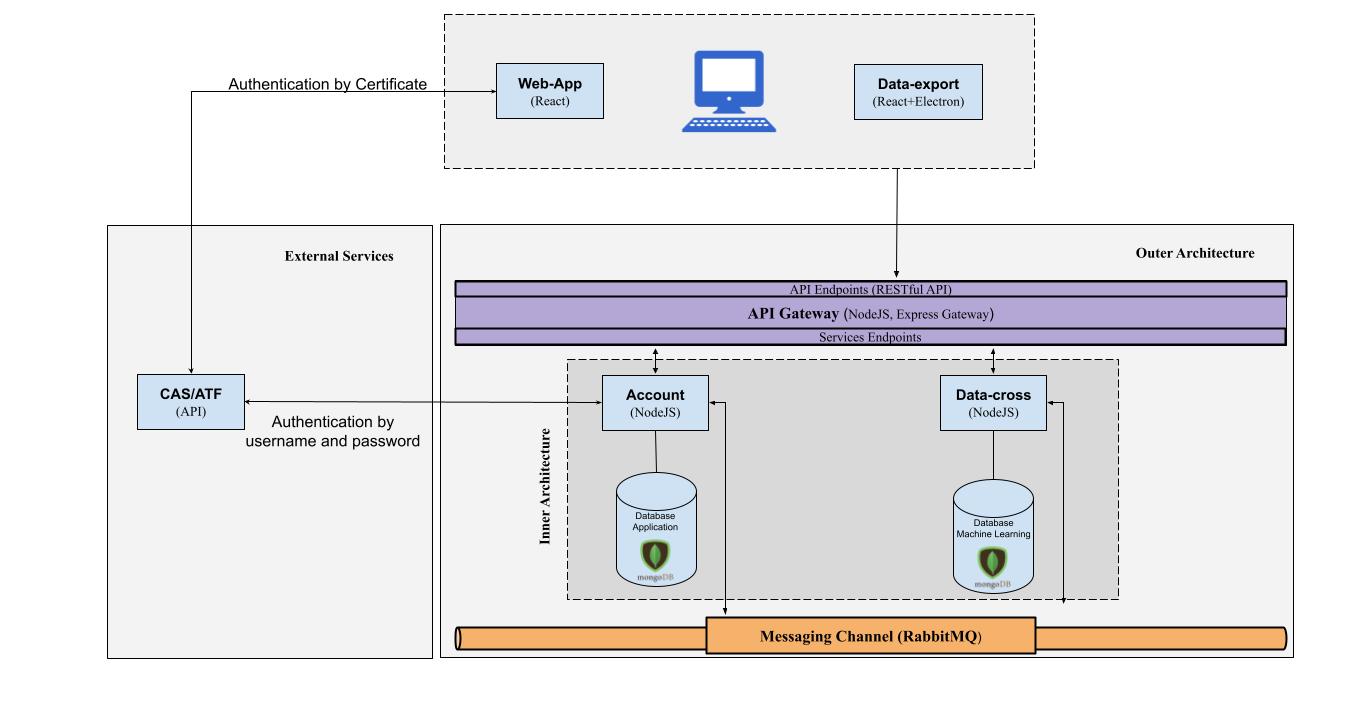 Authentication by Certificate
Web-App
(React)
Data-export
(React+Electron)
External Services
Outer Architecture
API Endpoints (RESTful API)
API Gateway (NodeJS, Express Gateway)
Services Endpoints
CAS/ATF
(API)
Authentication by
username and password
Account
(NodeJS)
Data-cross
(NodeJS)
Inner Architecture
Database
Application
mongoDB
Database
Machine Learning
mongoDB
Messaging Channel (RabbitMQ)